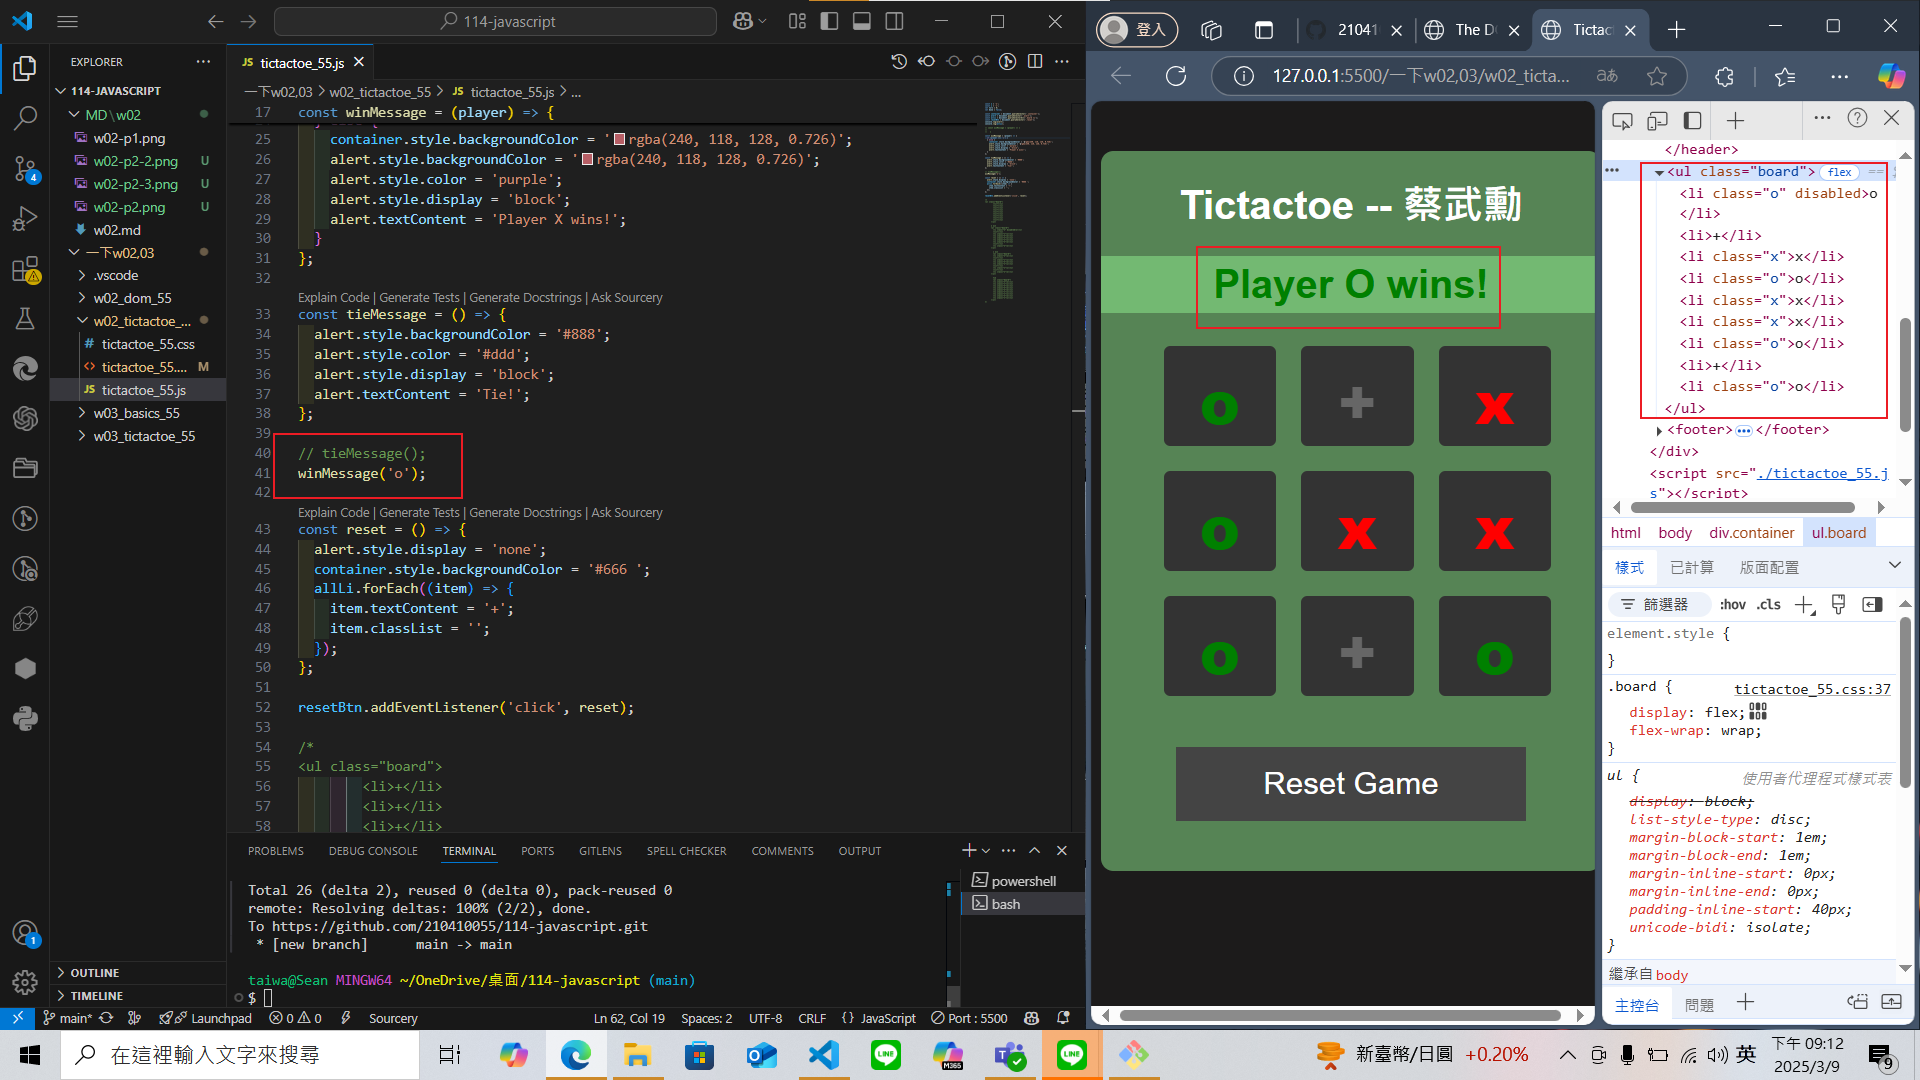 114-javascript
EXPLORER
114-JAVASCRIPT
MD\w02
w02-p1.png
w02-p2-2.png U
w02-p2-3.png U
w02-p2.png U
w02.md
一下w02,03
.vscode
w02_dom_55
w02_tictactoe_...
tictactoe_55.css
tictactoe_55.... M
tictactoe_55.js
w03_basics_55
w03_tictactoe_55
OUTLINE
TIMELINE
JS tictactoe_55.js
一下w02,03 > w02_tictactoe_55 > JS tictactoe_55.js > ...
17 const winMessage = (player) => {
25 container.style.backgroundColor = 'rgba(240, 118, 128, 0.726)';
26 alert.style.backgroundColor = 'rgba(240, 118, 128, 0.726)';
27 alert.style.color = 'purple';
28 alert.style.display = 'block';
29 alert.textContent = 'Player X wins!';
30 }
31 };
32
Explain Code | Generate Tests | Generate Docstrings | Ask Sourcery
33 const tieMessage = () => {
34 alert.style.backgroundColor = '#888';
35 alert.style.color = '#ddd';
36 alert.style.display = 'block';
37 alert.textContent = 'Tie!';
38 };
39
40 // tieMessage();
41 winMessage('o');
42
Explain Code | Generate Tests | Generate Docstrings | Ask Sourcery
43 const reset = () => {
44 alert.style.display = 'none';
45 container.style.backgroundColor = '#666 ';
46 allLi.forEach((item) => {
47 item.textContent = '+';
48 item.classList = '';
49 });
50 };
51
52 resetBtn.addEventListener('click', reset);
53
54 /*
55 <ul class="board">
56 <li>+</li>
57 <li>+</li>
58 <li>+</li>
PROBLEMS DEBUG CONSOLE TERMINAL PORTS GITLENS SPELL CHECKER COMMENTS OUTPUT
Total 26 (delta 2), reused 0 (delta 0), pack-reused 0
remote: Resolving deltas: 100% (2/2), done.
To https://github.com/210410055/114-javascript.git
* [new branch] main -> main
taiwa@Sean MINGW64 ~/OneDrive/桌面/114-javascript (main)
$
powershell
bash
main* Launchpad 0 0 Sourcery Ln 62, Col 19 Spaces: 2 UTF-8 CRLF {} JavaScript Port : 5500
登入
21041
The D
Tictac
127.0.0.1:5500/一下w02,03/w02_ticta...
Tictactoe -- 蔡武勳
Player O wins!
o + x
o x x
o + o
Reset Game
</header>
<ul class="board"> flex
<li class="o" disabled>o
</li>
<li>+</li>
<li class="x">x</li>
<li class="o">o</li>
<li class="x">x</li>
<li class="x">x</li>
<li class="o">o</li>
<li>+</li>
<li class="o">o</li>
</ul>
<footer> </footer>
</div>
<script src="./tictactoe_55.j
s"></script>
html body div.container ul.board
樣式 已計算 版面配置
篩選器 :hov .cls
element.style {
}
.board { tictactoe_55.css:37
display: flex;
flex-wrap: wrap;
}
ul { 使用者代理程式樣式表
display: block;
list-style-type: disc;
margin-block-start: 1em;
margin-block-end: 1em;
margin-inline-start: 0px;
margin-inline-end: 0px;
padding-inline-start: 40px;
unicode-bidi: isolate;
}
繼承自 body
主控台 問題
在這裡輸入文字來搜尋
新臺幣/日圓 +0.20%
英
下午 09:12
2025/3/9
9